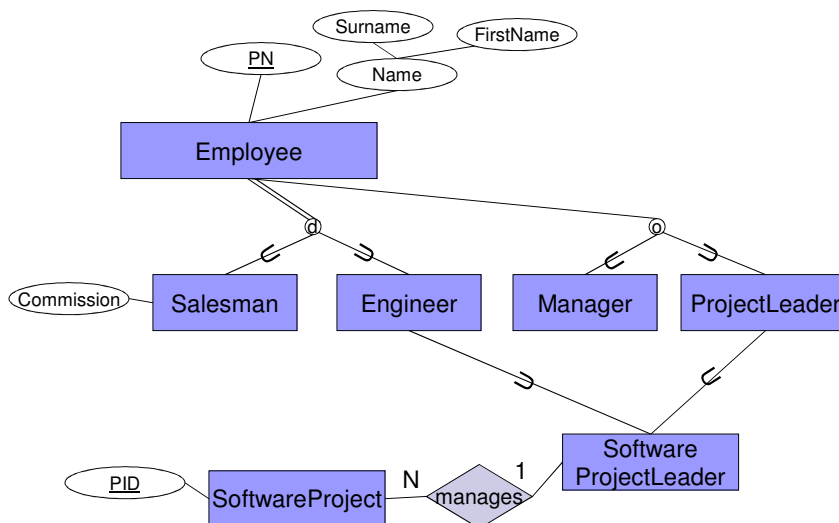 Surname
FirstName
PN
Name
Employee
d
o
Commission
Salesman
Engineer
Manager
ProjectLeader
Software
ProjectLeader
PID
SoftwareProject
N
manages
1